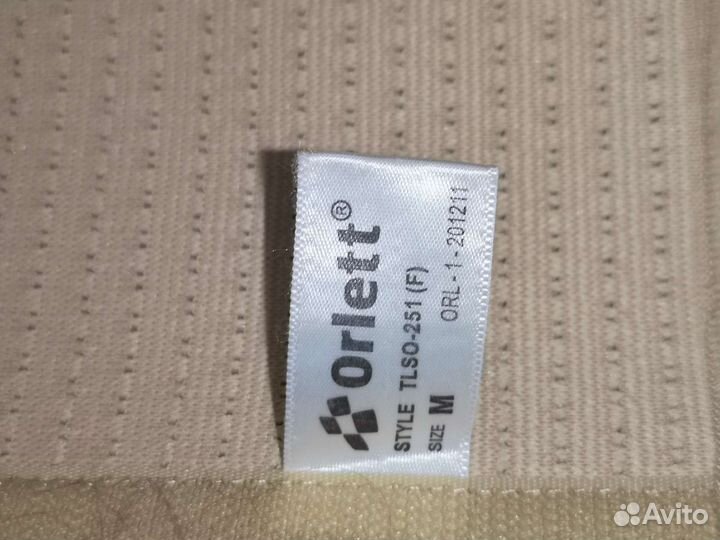 Orlett®
STYLE TLSO-251 (F)
SIZE M ORL - 1 - 201211
Avito